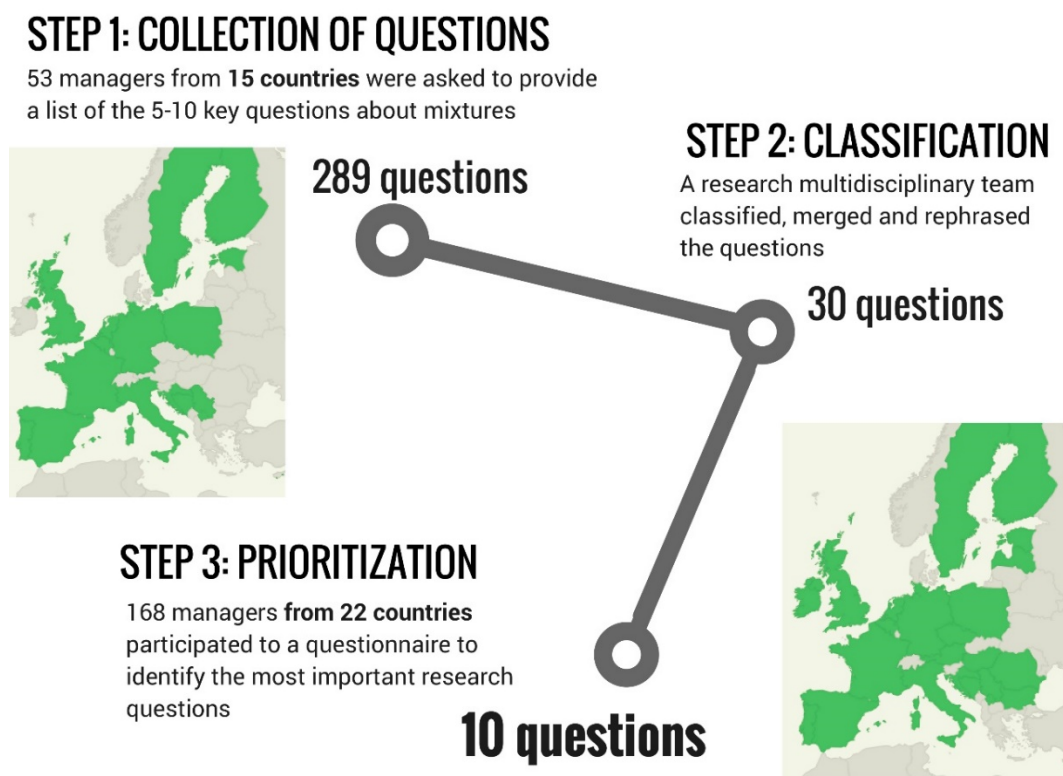 STEP 1: COLLECTION OF QUESTIONS
53 managers from 15 countries were asked to provide
a list of the 5-10 key questions about mixtures
289 questions
STEP 2: CLASSIFICATION
A research multidisciplinary team
classified, merged and rephrased
the questions
30 questions
STEP 3: PRIORITIZATION
168 managers from 22 countries
participated to a questionnaire to
identify the most important research
questions
10 questions